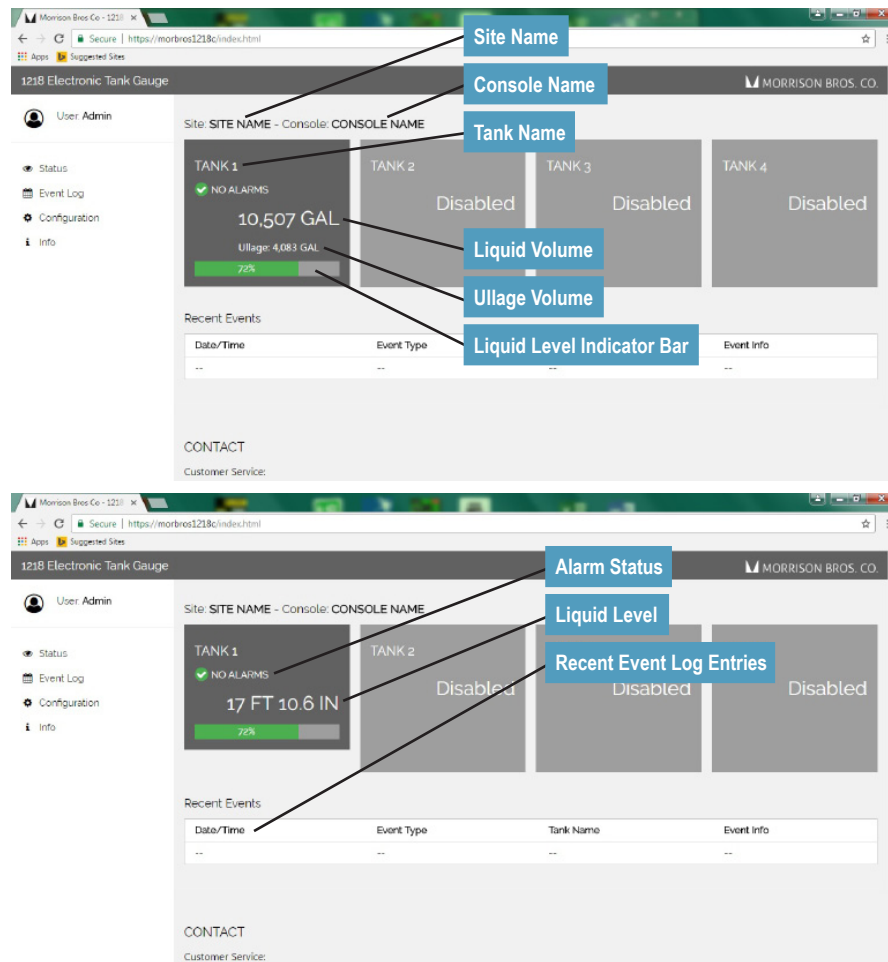 Morrison Bros Co - 1218
Secure | https://morbros1218c/index.html
Apps Suggested Sites
1218 Electronic Tank Gauge
MORRISON BROS. CO.
User: Admin
Status
Event Log
Configuration
Info
Site: SITE NAME - Console: CONSOLE NAME
Site Name
Console Name
Tank Name
TANK 1
NO ALARMS
10,507 GAL
Ullage: 4,083 GAL
72%
TANK 2
Disabled
TANK 3
Disabled
TANK 4
Disabled
Liquid Volume
Ullage Volume
Liquid Level Indicator Bar
Recent Events
Date/Time Event Type Event Info
-- -- -- --
CONTACT
Customer Service:
Morrison Bros Co - 1218
Secure | https://morbros1218c/index.html
Apps Suggested Sites
1218 Electronic Tank Gauge
MORRISON BROS. CO.
User: Admin
Status
Event Log
Configuration
Info
Site: SITE NAME - Console: CONSOLE NAME
Alarm Status
Liquid Level
Recent Event Log Entries
TANK 1
NO ALARMS
17 FT 10.6 IN
72%
TANK 2
Disabled
Disabled
Disabled
Recent Events
Date/Time Event Type Tank Name Event Info
-- -- -- --
CONTACT
Customer Service: